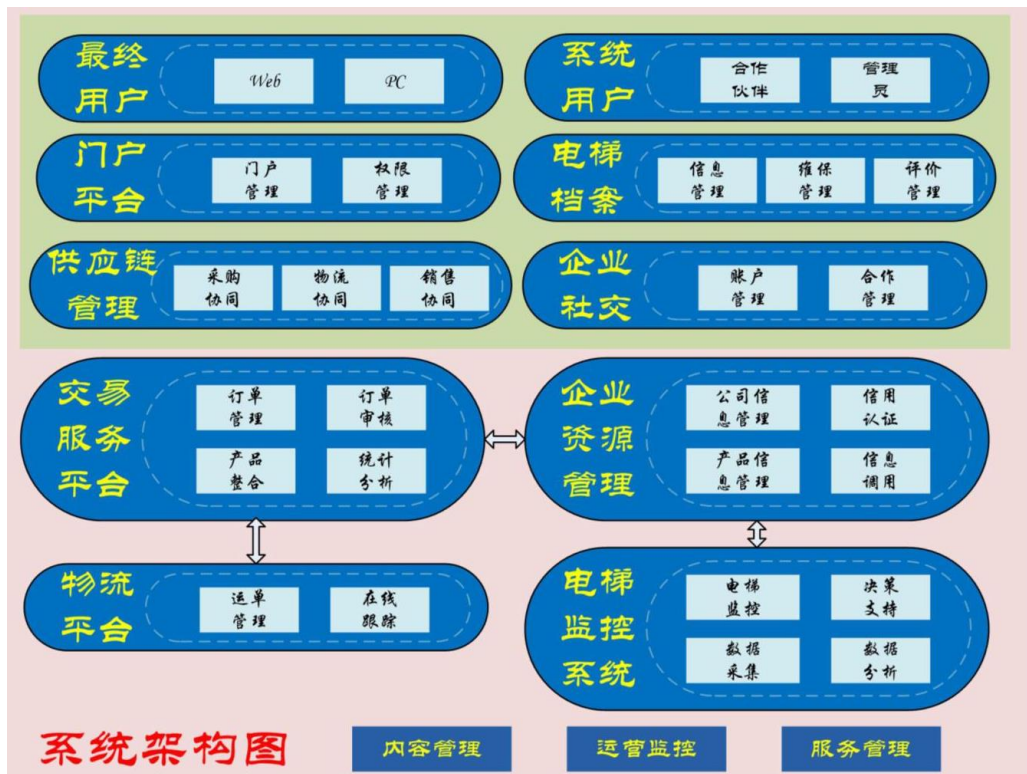 最终
用户
Web
PC
系统
用户
合作
伙伴
管理
员
门户
平台
门户
管理
权限
管理
电梯
档案
信息
管理
维保
管理
评价
管理
供应链
管理
采购
协同
物流
协同
销售
协同
企业
社交
账户
管理
合作
管理
交易
服务
平台
订单
管理
订单
审核
产品
整合
统计
分析
企业
资源
管理
公司信
息管理
信用
认证
产品信
息管理
信息
调用
物流
平台
运单
管理
在线
跟踪
电梯
监控
系统
电梯
监控
决策
支持
数据
采集
数据
分析
系统架构图
内容管理
运营监控
服务管理